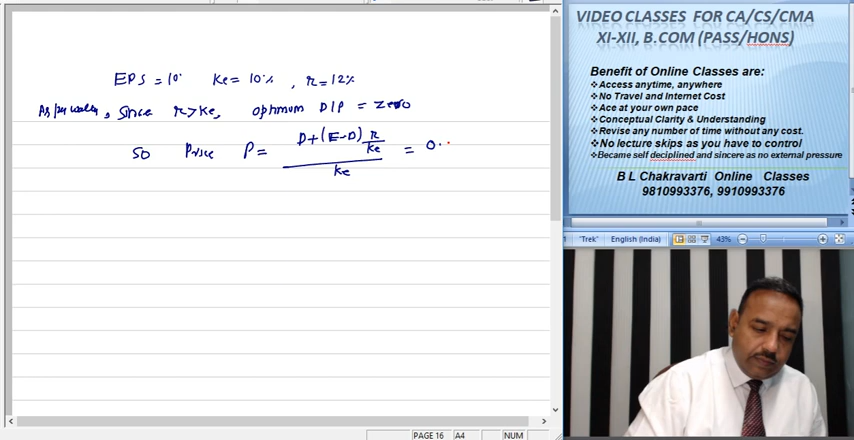 EPS = 10 Ke = 10% , r = 12%
As per Walter, Since r > Ke, optimum D/P = Zero
So Price P = D + (E-D) r/Ke / Ke = 0
VIDEO CLASSES FOR CA/CS/CMA
XI-XII, B.COM (PASS/HONS)
Benefit of Online Classes are:
❖Access anytime, anywhere
❖No Travel and Internet Cost
❖Ace at your own pace
❖Conceptual Clarity & Understanding
❖Revise any number of time without any cost.
❖No lecture skips as you have to control
❖Became self deciplined and sincere as no external pressure
B L Chakravarti Online Classes
9810993376, 9910993376
1 "Trek" English (India) 43%
PAGE 16 A4 NUM